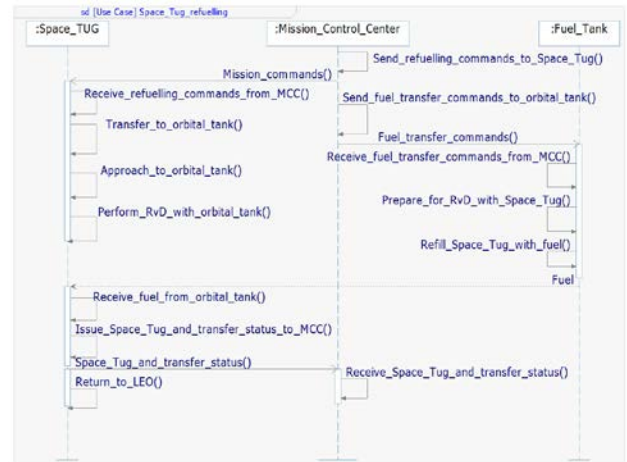 sd [Use Case] Space_Tug_refuelling
:Space_TUG
:Mission_Control_Center
:Fuel_Tank
Send_refuelling_commands_to_Space_Tug()
Mission_commands()
Receive_refuelling_commands_from_MCC()
Send_fuel_transfer_commands_to_orbital_tank()
Transfer_to_orbital_tank()
Fuel_transfer_commands()
Receive_fuel_transfer_commands_from_MCC()
Approach_to_orbital_tank()
Prepare_for_RvD_with_Space_Tug()
Perform_RvD_with_orbital_tank()
Refill_Space_Tug_with_fuel()
Fuel
Receive_fuel_from_orbital_tank()
Issue_Space_Tug_and_transfer_status_to_MCC()
Space_Tug_and_transfer_status()
Receive_Space_Tug_and_transfer_status()
Return_to_LEO()